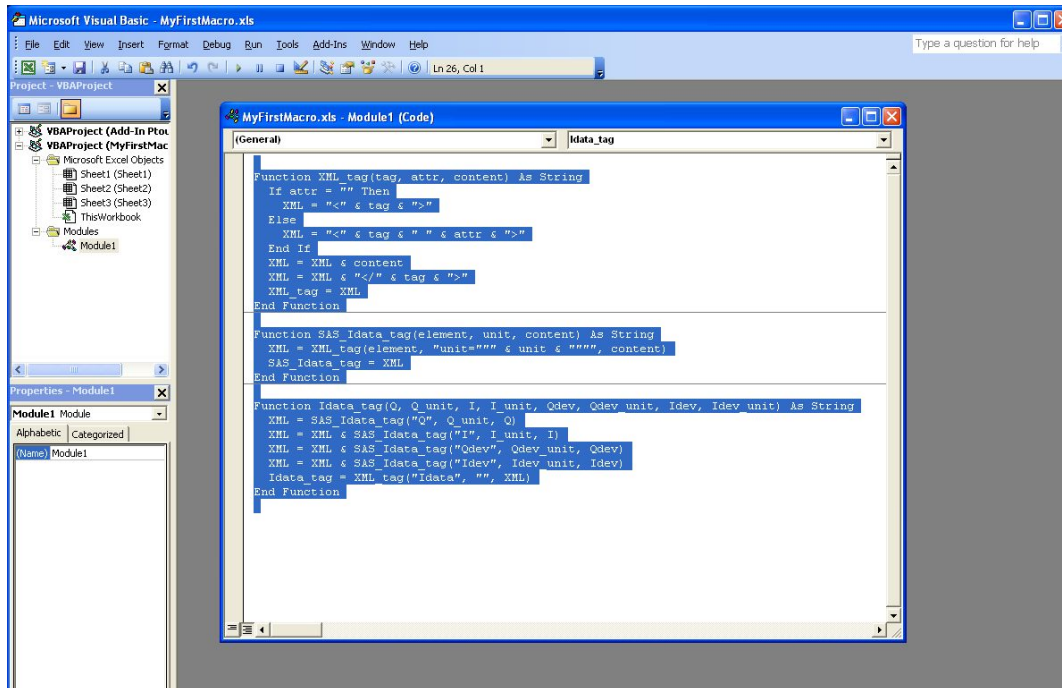 Microsoft Visual Basic - MyFirstMacro.xls
File Edit View Insert Format Debug Run Tools Add-Ins Window Help
Type a question for help
Ln 26, Col 1
Project - VBAProject
VBAProject (Add-In Ptou
VBAProject (MyFirstMac
Microsoft Excel Objects
Sheet1 (Sheet1)
Sheet2 (Sheet2)
Sheet3 (Sheet3)
ThisWorkbook
Modules
Module1
Properties - Module1
Module1 Module
Alphabetic Categorized
(Name) Module1
MyFirstMacro.xls - Module1 (Code)
(General) Idata_tag
Function XML_tag(tag, attr, content) As String
If attr = "" Then
XML = "<" & tag & ">"
Else
XML = "<" & tag & " " & attr & ">"
End If
XML = XML & content
XML = XML & "</" & tag & ">"
XML_tag = XML
End Function
Function SAS_Idata_tag(element, unit, content) As String
XML = XML_tag(element, "unit=""" & unit & """", content)
SAS_Idata_tag = XML
End Function
Function Idata_tag(Q, Q_unit, I, I_unit, Qdev, Qdev_unit, Idev, Idev_unit) As String
XML = SAS_Idata_tag("Q", Q_unit, Q)
XML = XML & SAS_Idata_tag("I", I_unit, I)
XML = XML & SAS_Idata_tag("Qdev", Qdev_unit, Qdev)
XML = XML & SAS_Idata_tag("Idev", Idev_unit, Idev)
Idata_tag = XML_tag("Idata", "", XML)
End Function